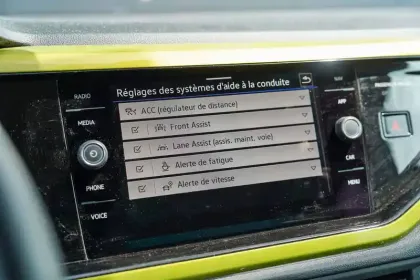 Réglages des systèmes d'aide à la conduite
RADIO
NAV
ACC (régulateur de distance)
APP
MEDIA
Front Assist
Lane Assist (assis. maint. voie)
CAR
Alerte de fatigue
PHONE
MENU
Alerte de vitesse
VOICE